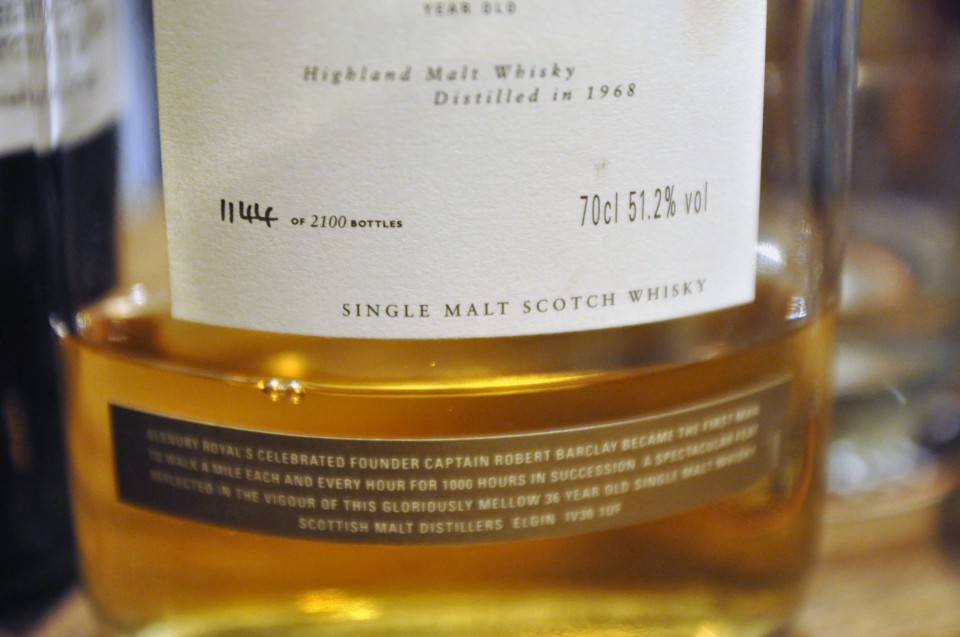 YEAR OLD
Highland Malt Whisky
Distilled in 1968
1144 OF 2100 BOTTLES
70cl 51.2% vol
SINGLE MALT SCOTCH WHISKY
GLENURY ROYAL'S CELEBRATED FOUNDER CAPTAIN ROBERT BARCLAY BECAME THE FIRST MAN
TO WALK A MILE EACH AND EVERY HOUR FOR 1000 HOURS IN SUCCESSION A SPECTACULAR FEAT
REFLECTED IN THE VIGOUR OF THIS GLORIOUSLY MELLOW 36 YEAR OLD SINGLE MALT WHISKY
SCOTTISH MALT DISTILLERS ELGIN IV30 1UF